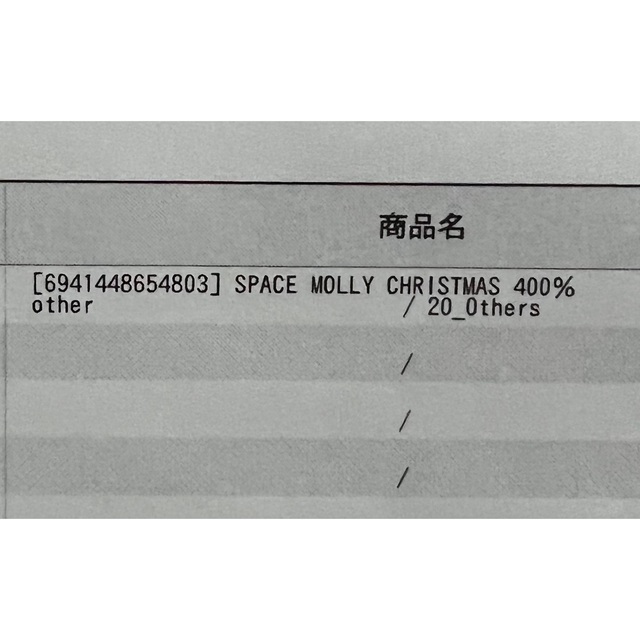 商品名
[6941448654803] SPACE MOLLY CHRISTMAS 400%
other / 20_Others
/
/
/